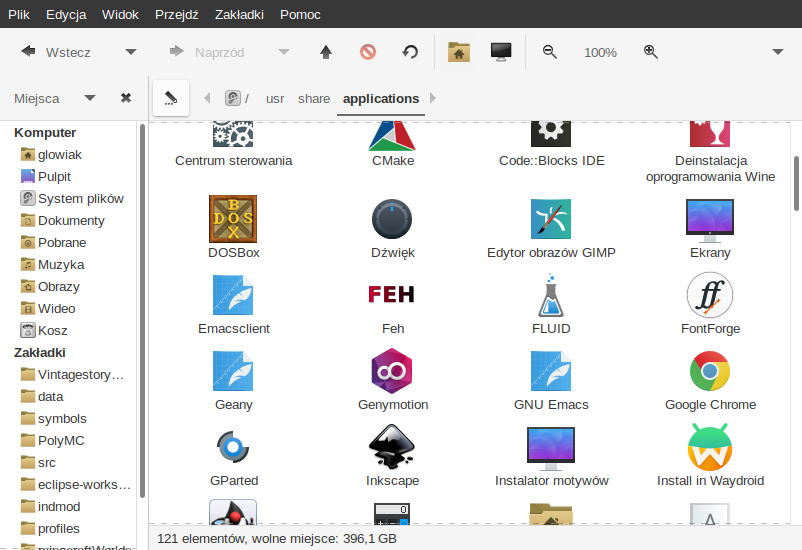 Plik Edycja Widok Przejdź Zakładki Pomoc
Wstecz Naprzód 100%
Miejsca / usr share applications
Komputer
glowiak
Pulpit
System plików
Dokumenty
Pobrane
Muzyka
Obrazy
Wideo
Kosz
Zakładki
Vintagestory…
data
symbols
PolyMC
src
eclipse-works…
indmod
profiles
minecraftWorlds
Centrum sterowania CMake Code::Blocks IDE Deinstalacja
oprogramowania Wine
DOSBox Dźwięk Edytor obrazów GIMP Ekrany
FEH
Emacsclient Feh FLUID FontForge
Geany Genymotion GNU Emacs Google Chrome
GParted Inkscape Instalator motywów Install in Waydroid
121 elementów, wolne miejsce: 396,1 GB